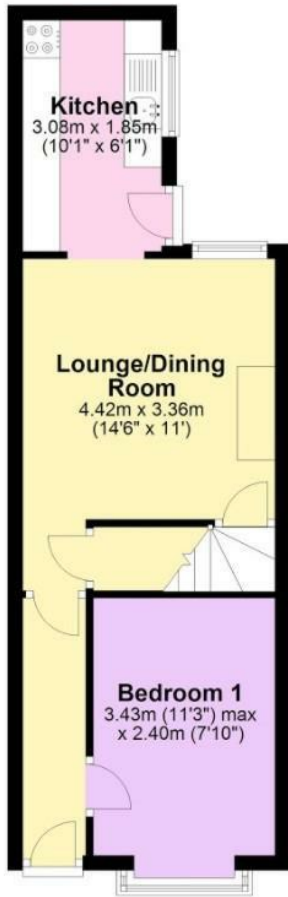 Kitchen
3.08m x 1.85m
(10'1" x 6'1")
Lounge/Dining
Room
4.42m x 3.36m
(14'6" x 11')
Bedroom 1
3.43m (11'3") max
x 2.40m (7'10")